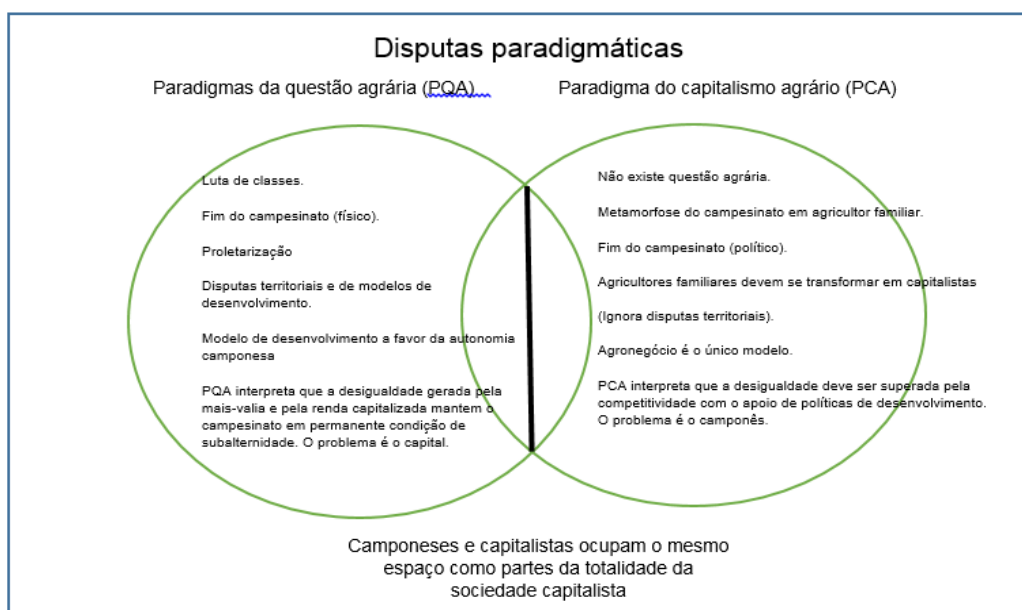 Disputas paradigmáticas
Paradigmas da questão agrária (PQA)
Paradigma do capitalismo agrário (PCA)
Luta de classes.
Fim do campesinato (físico).
Proletarização
Disputas territoriais e de modelos de
desenvolvimento.
Modelo de desenvolvimento a favor da autonomia
camponesa
PQA interpreta que a desigualdade gerada pela
mais-valia e pela renda capitalizada mantem o
campesinato em permanente condição de
subalternidade. O problema é o capital.
Não existe questão agrária.
Metamorfose do campesinato em agricultor familiar.
Fim do campesinato (político).
Agricultores familiares devem se transformar em capitalistas
(Ignora disputas territoriais).
Agronegócio é o único modelo.
PCA interpreta que a desigualdade deve ser superada pela
competitividade com o apoio de políticas de desenvolvimento.
O problema é o camponês.
Camponeses e capitalistas ocupam o mesmo
espaço como partes da totalidade da
sociedade capitalista